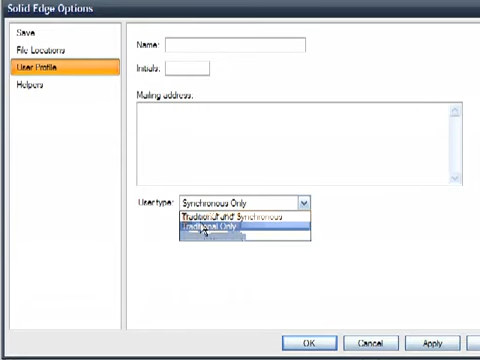 Solid Edge Options
Save
File Locations
User Profile
Helpers
Name:
Initials:
Mailing address:
User type:
Synchronous Only
Traditional and Synchronous
Traditional Only
OK
Cancel
Apply